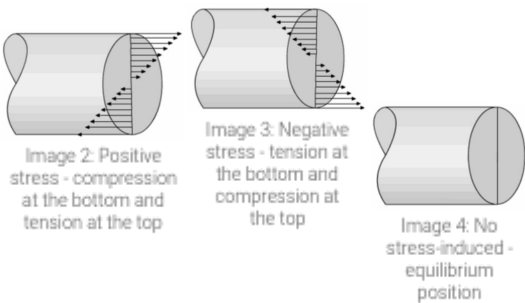 Image 2: Positive
stress - compression
at the bottom and
tension at the top
Image 3: Negative
stress - tension at
the bottom and
compression at
the top
Image 4: No
stress-induced -
equilibrium
position